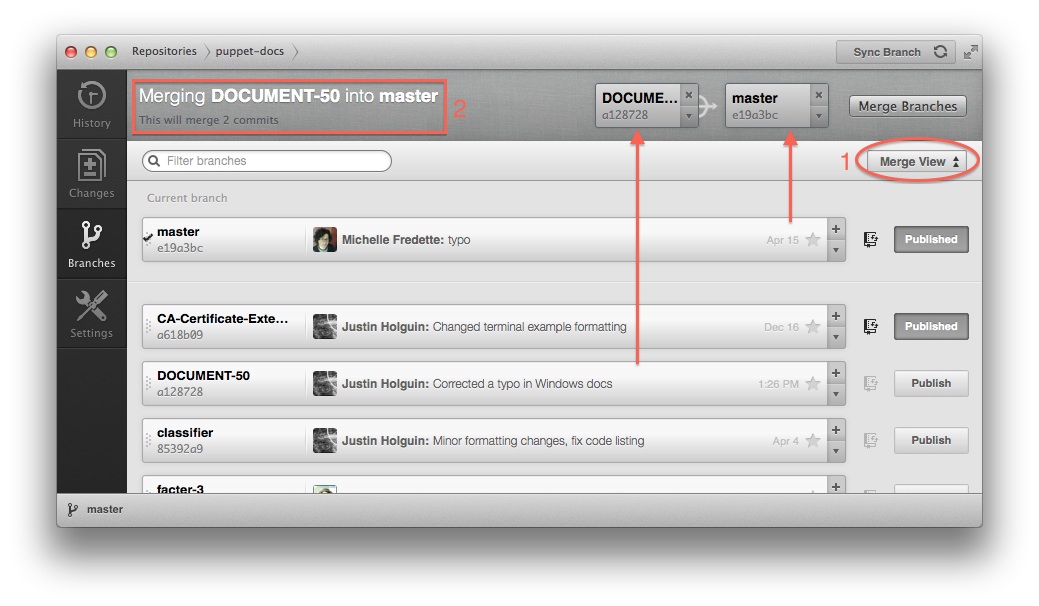 Repositories
puppet-docs
Sync Branch
History
Changes
Branches
Settings
Merging DOCUMENT-50 into master
This will merge 2 commits
2
DOCUME...
a128728
master
e19a3bc
Merge Branches
Filter branches
1
Merge View
Current branch
master
e19a3bc
Michelle Fredette: typo
Apr 15
Published
CA-Certificate-Exte...
a618b09
Justin Holguin: Changed terminal example formatting
Dec 16
Published
DOCUMENT-50
a128728
Justin Holguin: Corrected a typo in Windows docs
1:26 PM
Publish
classifier
85392a9
Justin Holguin: Minor formatting changes, fix code listing
Apr 4
Publish
facter-3
master